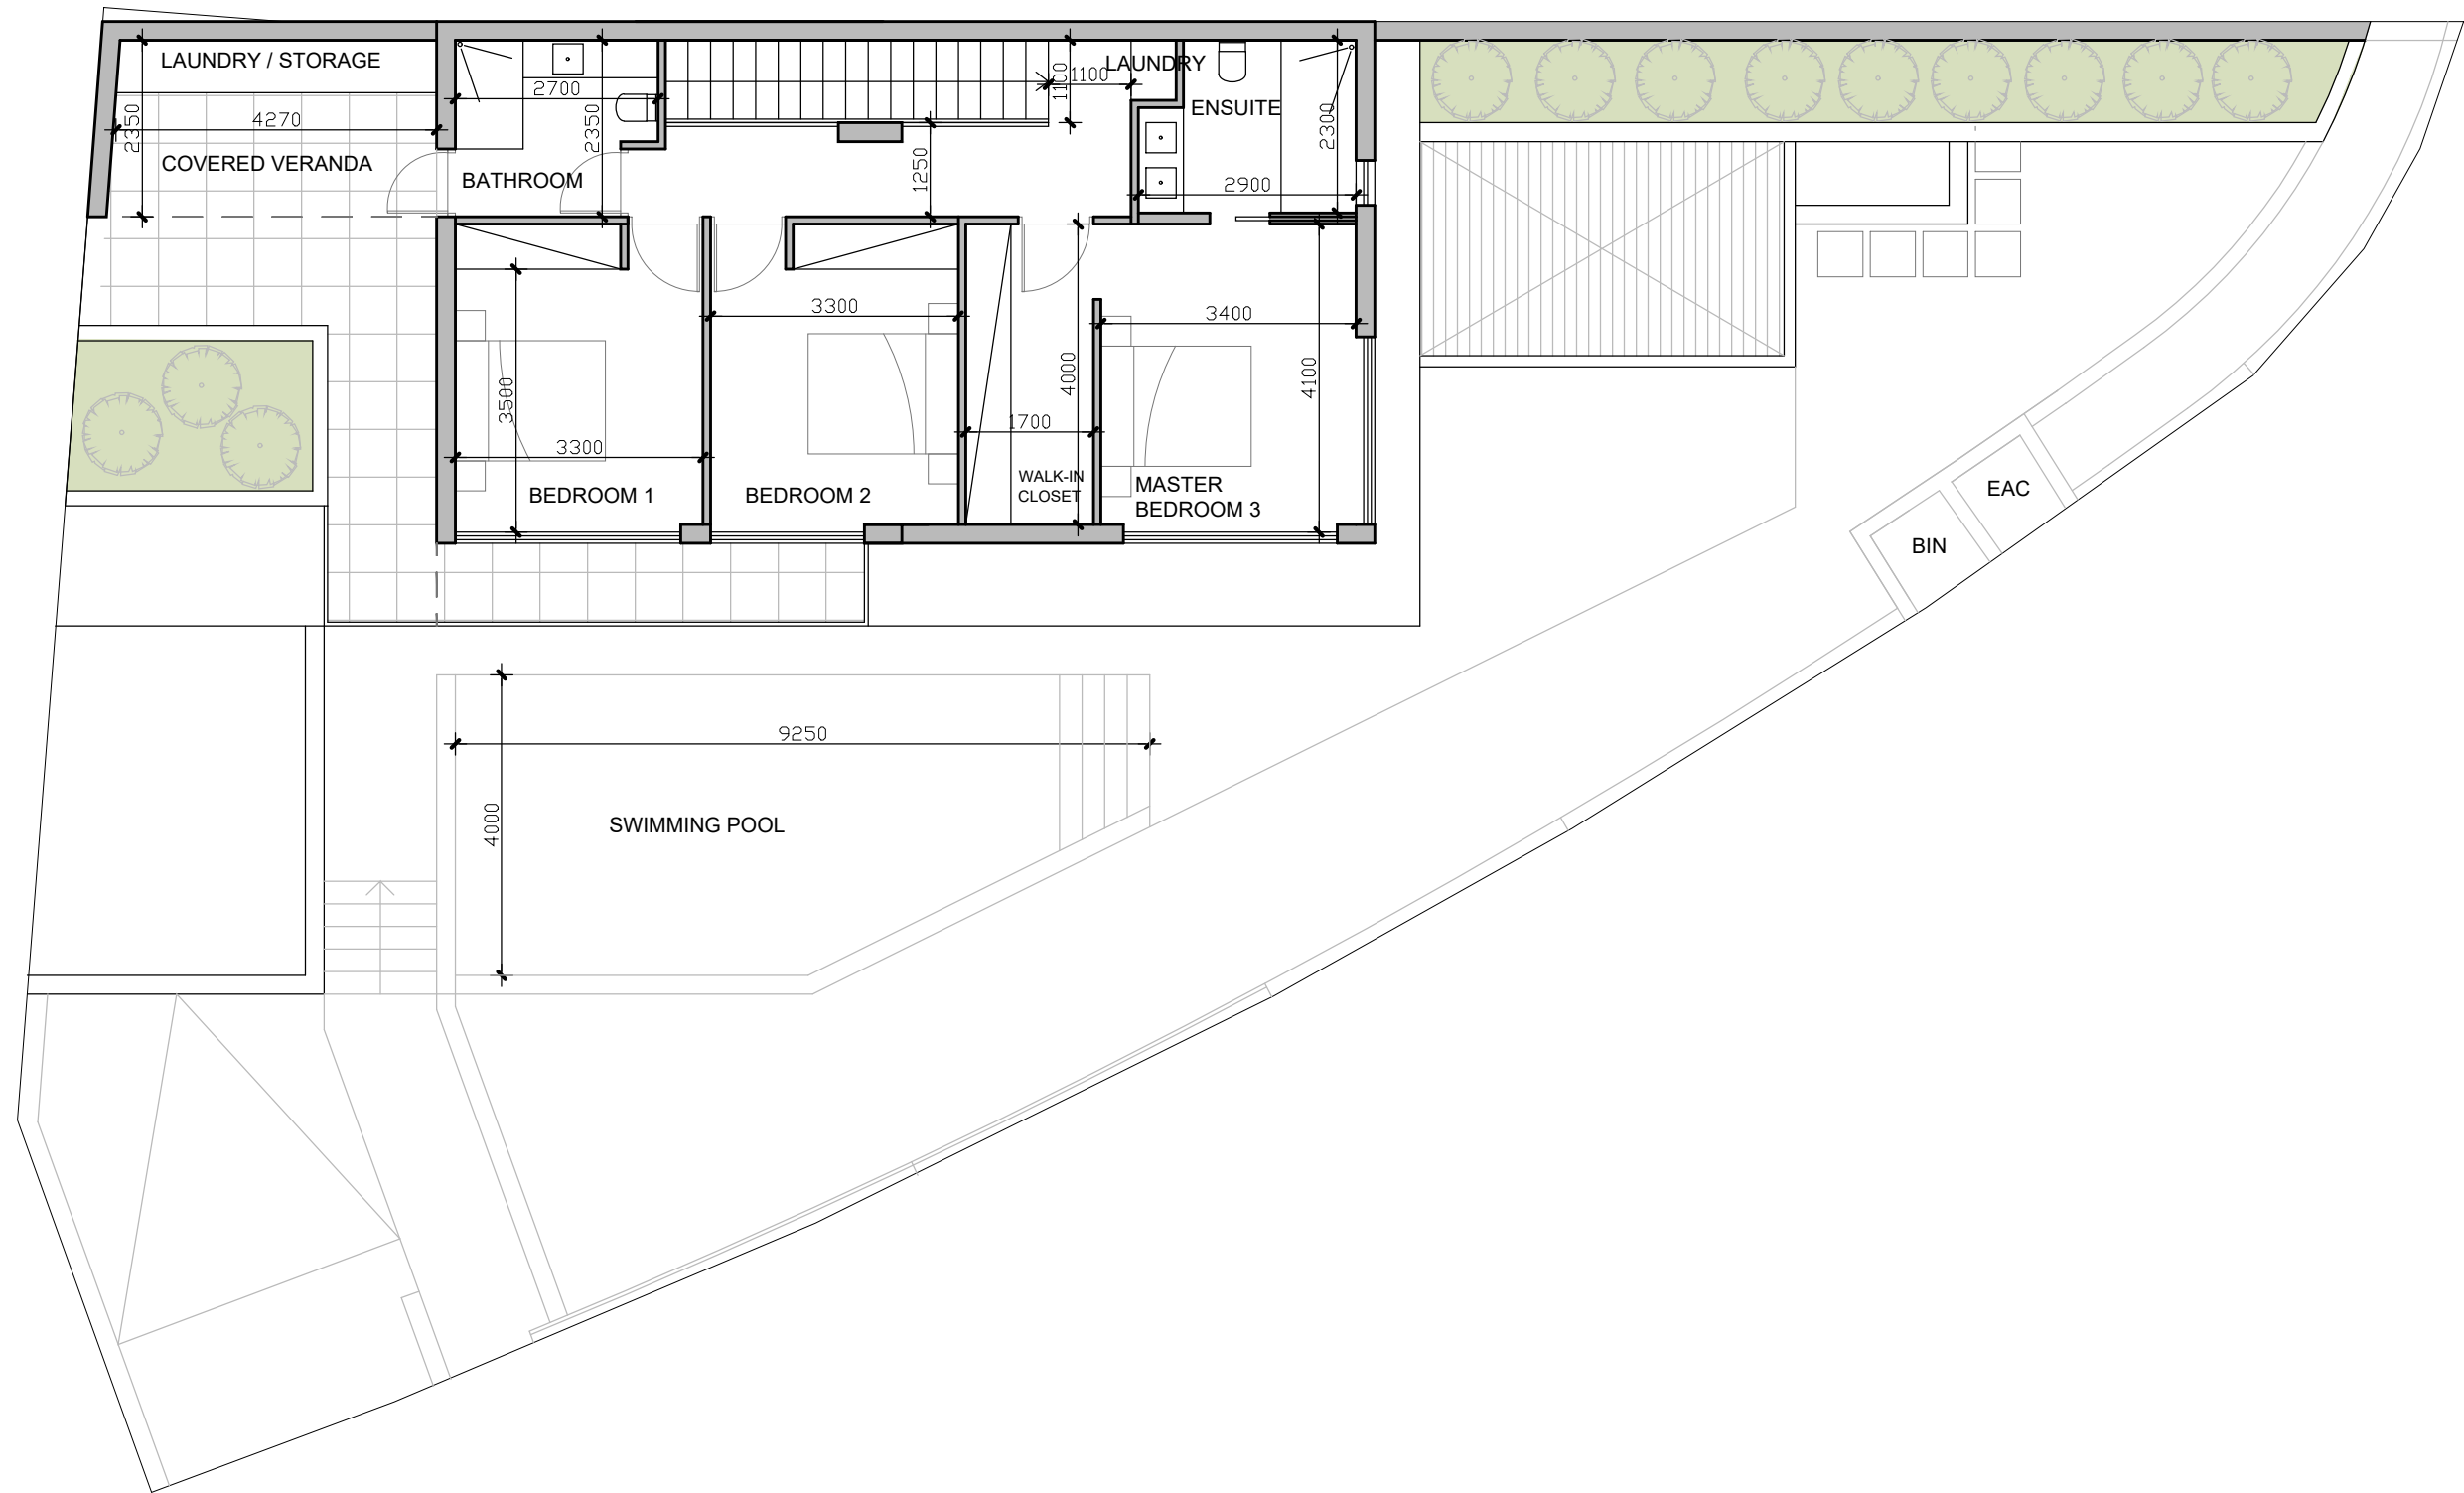 LAUNDRY / STORAGE
LAUNDRY
1100
1100
2700
ENSUITE
4270
2350
2350
2300
COVERED VERANDA
BATHROOM
1250
2900
3300
3400
3500
4000
4100
1700
3300
WALK-IN
CLOSET
BEDROOM 1
BEDROOM 2
MASTER
BEDROOM 3
EAC
BIN
9250
4000
SWIMMING POOL